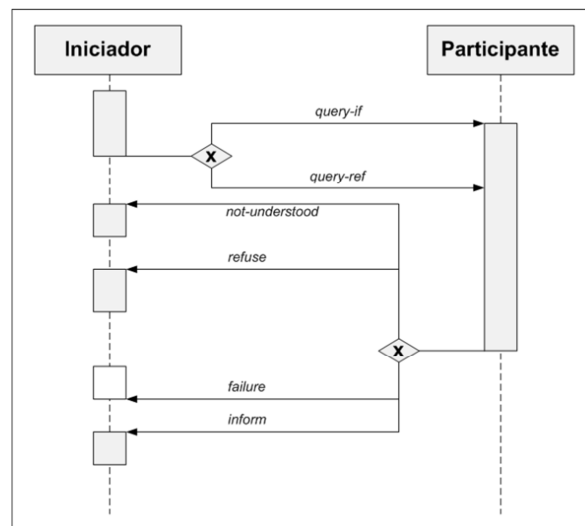 Iniciador
Participante
query-if
X
query-ref
not-understood
refuse
X
failure
inform